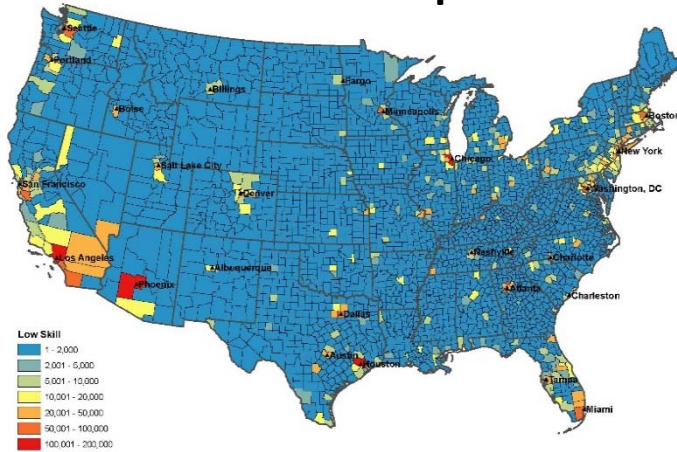 Seattle
Portland
Billings
Fargo
Boise
Minneapolis
Boston
New York
Salt Lake City
Chicago
San Francisco
Denver
Washington, DC
Los Angeles
Albuquerque
Nashville
Charlotte
Phoenix
Atlanta
Charleston
Dallas
Austin
Houston
Tampa
Miami
Low Skill
1 - 2,000
2,001 - 5,000
5,001 - 10,000
10,001 - 20,000
20,001 - 50,000
50,001 - 100,000
100,001 - 200,000